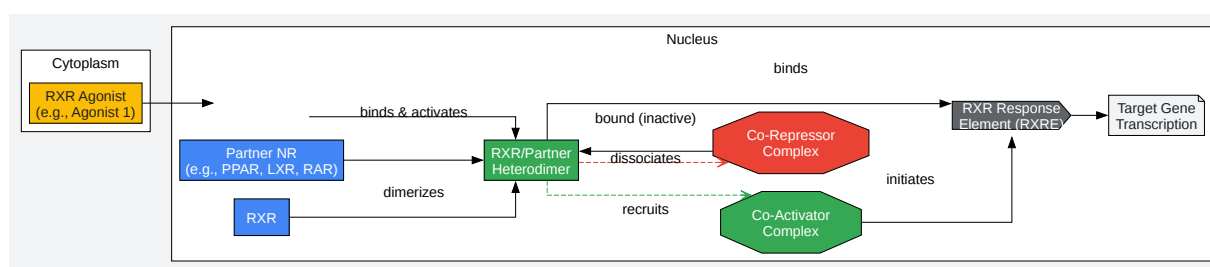 Nucleus
Cytoplasm
RXR Agonist
(e.g., Agonist 1)
binds
binds & activates
bound (inactive)
RXR Response
Element (RXRE)
Target Gene
Transcription
Co-Repressor
Complex
Partner NR
(e.g., PPAR, LXR, RAR)
RXR/Partner
Heterodimer
dissociates
dimerizes
initiates
RXR
recruits
Co-Activator
Complex